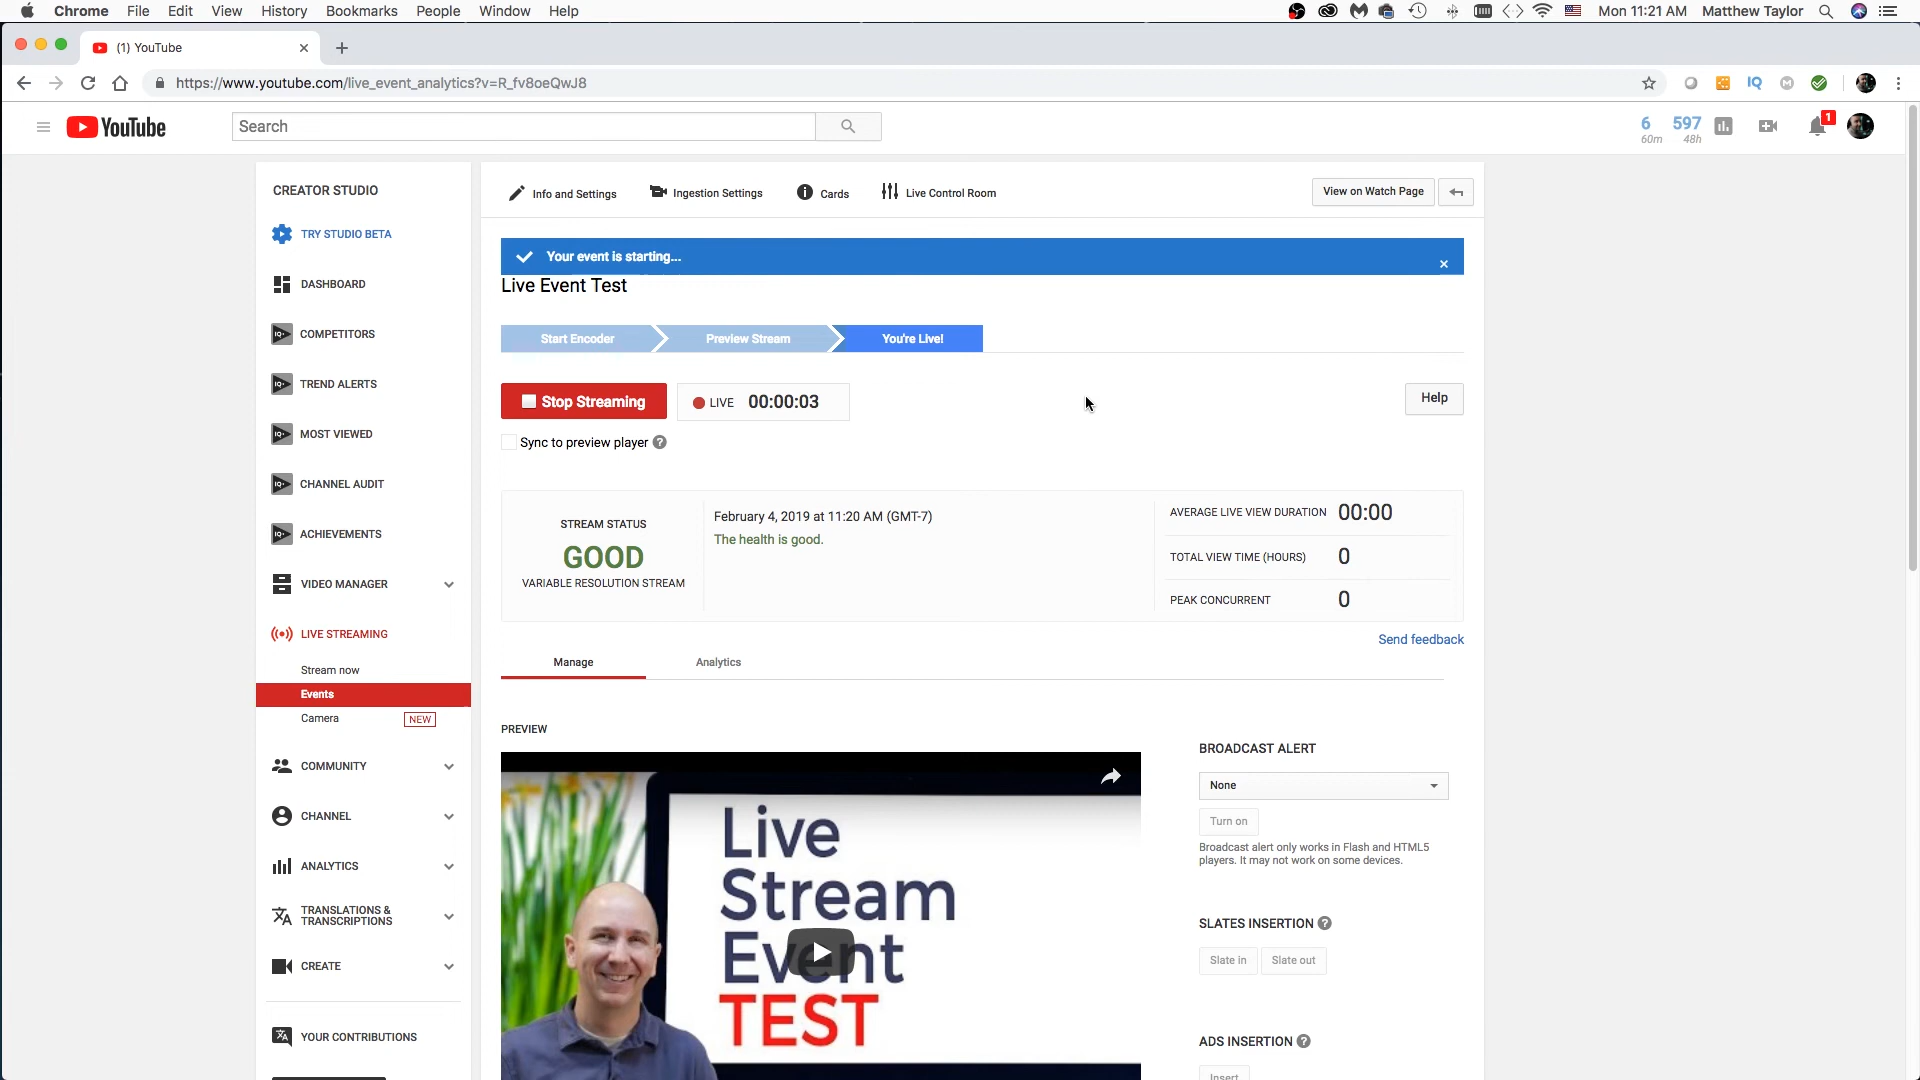 Chrome File Edit View History Bookmarks People Window Help Mon 11:21 AM Matthew Taylor
(1) YouTube
https://www.youtube.com/live_event_analytics?v=R_fv8oeQwJ8 IQ
YouTube Search 6 597 1
60m 48h
CREATOR STUDIO
TRY STUDIO BETA
DASHBOARD
COMPETITORS
TREND ALERTS
MOST VIEWED
CHANNEL AUDIT
ACHIEVEMENTS
VIDEO MANAGER
LIVE STREAMING
Stream now
Events
Camera NEW
COMMUNITY
CHANNEL
ANALYTICS
TRANSLATIONS &
TRANSCRIPTIONS
CREATE
YOUR CONTRIBUTIONS
Info and Settings Ingestion Settings Cards Live Control Room View on Watch Page
Your event is starting...
Live Event Test
Start Encoder Preview Stream You're Live!
Stop Streaming LIVE 00:00:03 Help
Sync to preview player ?
STREAM STATUS
GOOD
VARIABLE RESOLUTION STREAM
February 4, 2019 at 11:20 AM (GMT-7)
The health is good.
AVERAGE LIVE VIEW DURATION 00:00
TOTAL VIEW TIME (HOURS) 0
PEAK CONCURRENT 0
Send feedback
Manage Analytics
PREVIEW
Live
Stream
Event
TEST
BROADCAST ALERT
None
Turn on
Broadcast alert only works in Flash and HTML5
players. It may not work on some devices.
SLATES INSERTION ?
Slate in Slate out
ADS INSERTION ?
Insert